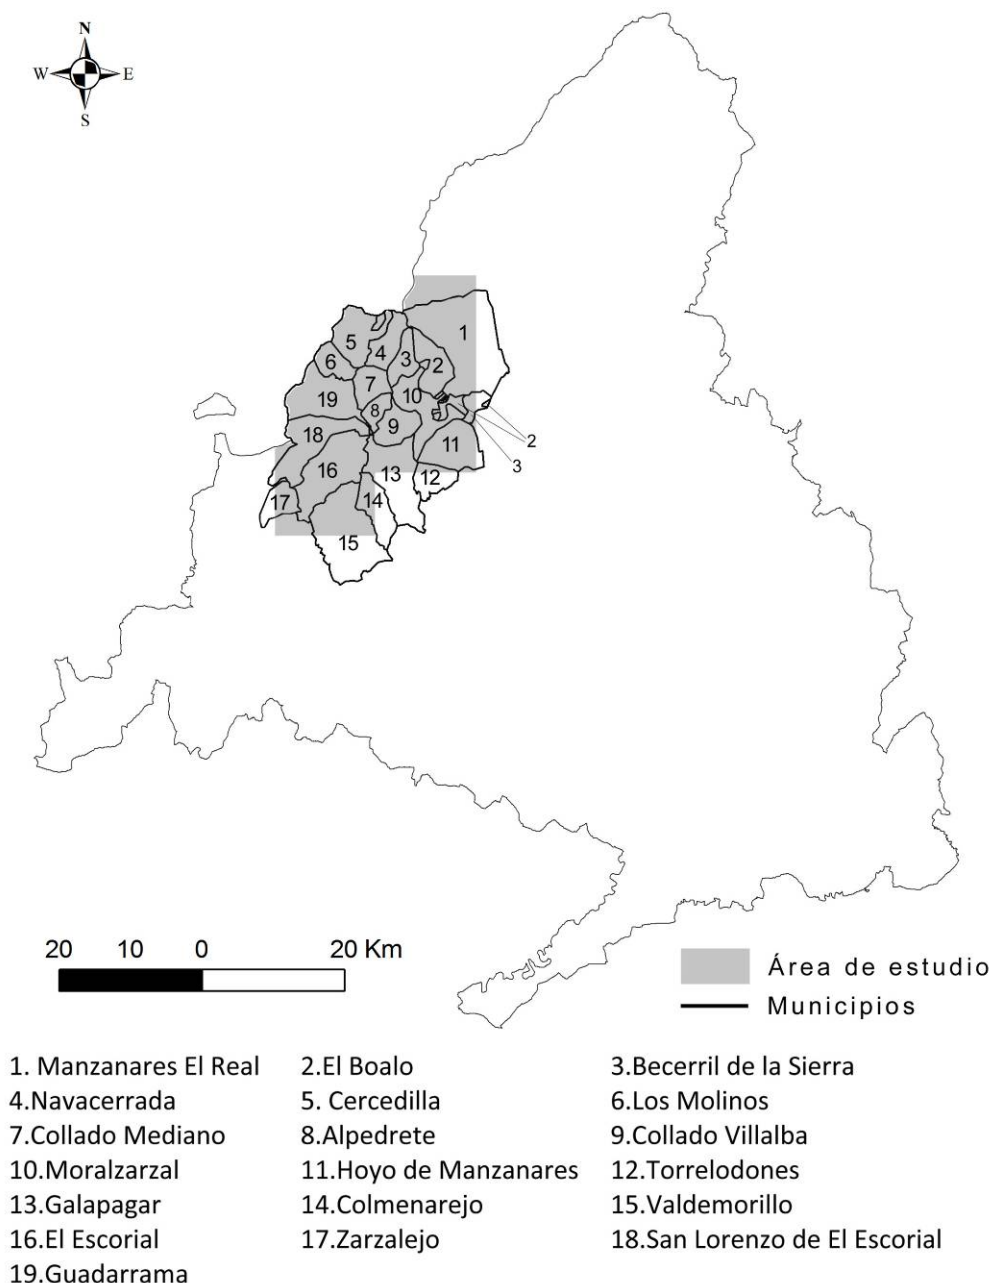 N
W E
S
1
5
4
3
2
6
7
19
10
8
9
18
11
2
16
13
12
3
17
14
15
20 10 0 20 Km
Área de estudio
Municipios
1. Manzanares El Real 2.El Boalo 3.Becerril de la Sierra
4.Navacerrada 5. Cercedilla 6.Los Molinos
7.Collado Mediano 8.Alpedrete 9.Collado Villalba
10.Moralzarzal 11.Hoyo de Manzanares 12.Torrelodones
13.Galapagar 14.Colmenarejo 15.Valdemorillo
16.El Escorial 17.Zarzalejo 18.San Lorenzo de El Escorial
19.Guadarrama